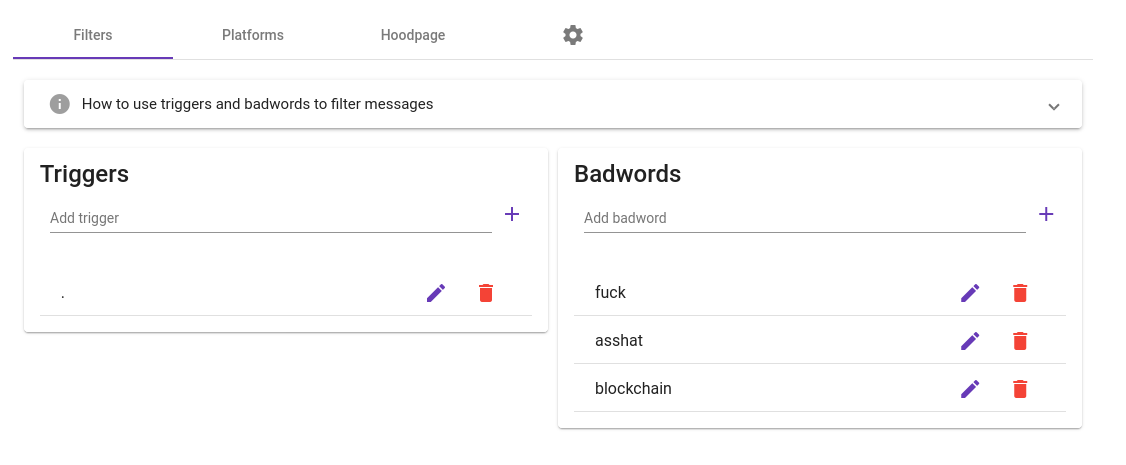 Filters Platforms Hoodpage
How to use triggers and badwords to filter messages
Triggers
Add trigger
.
Badwords
Add badword
fuck
asshat
blockchain